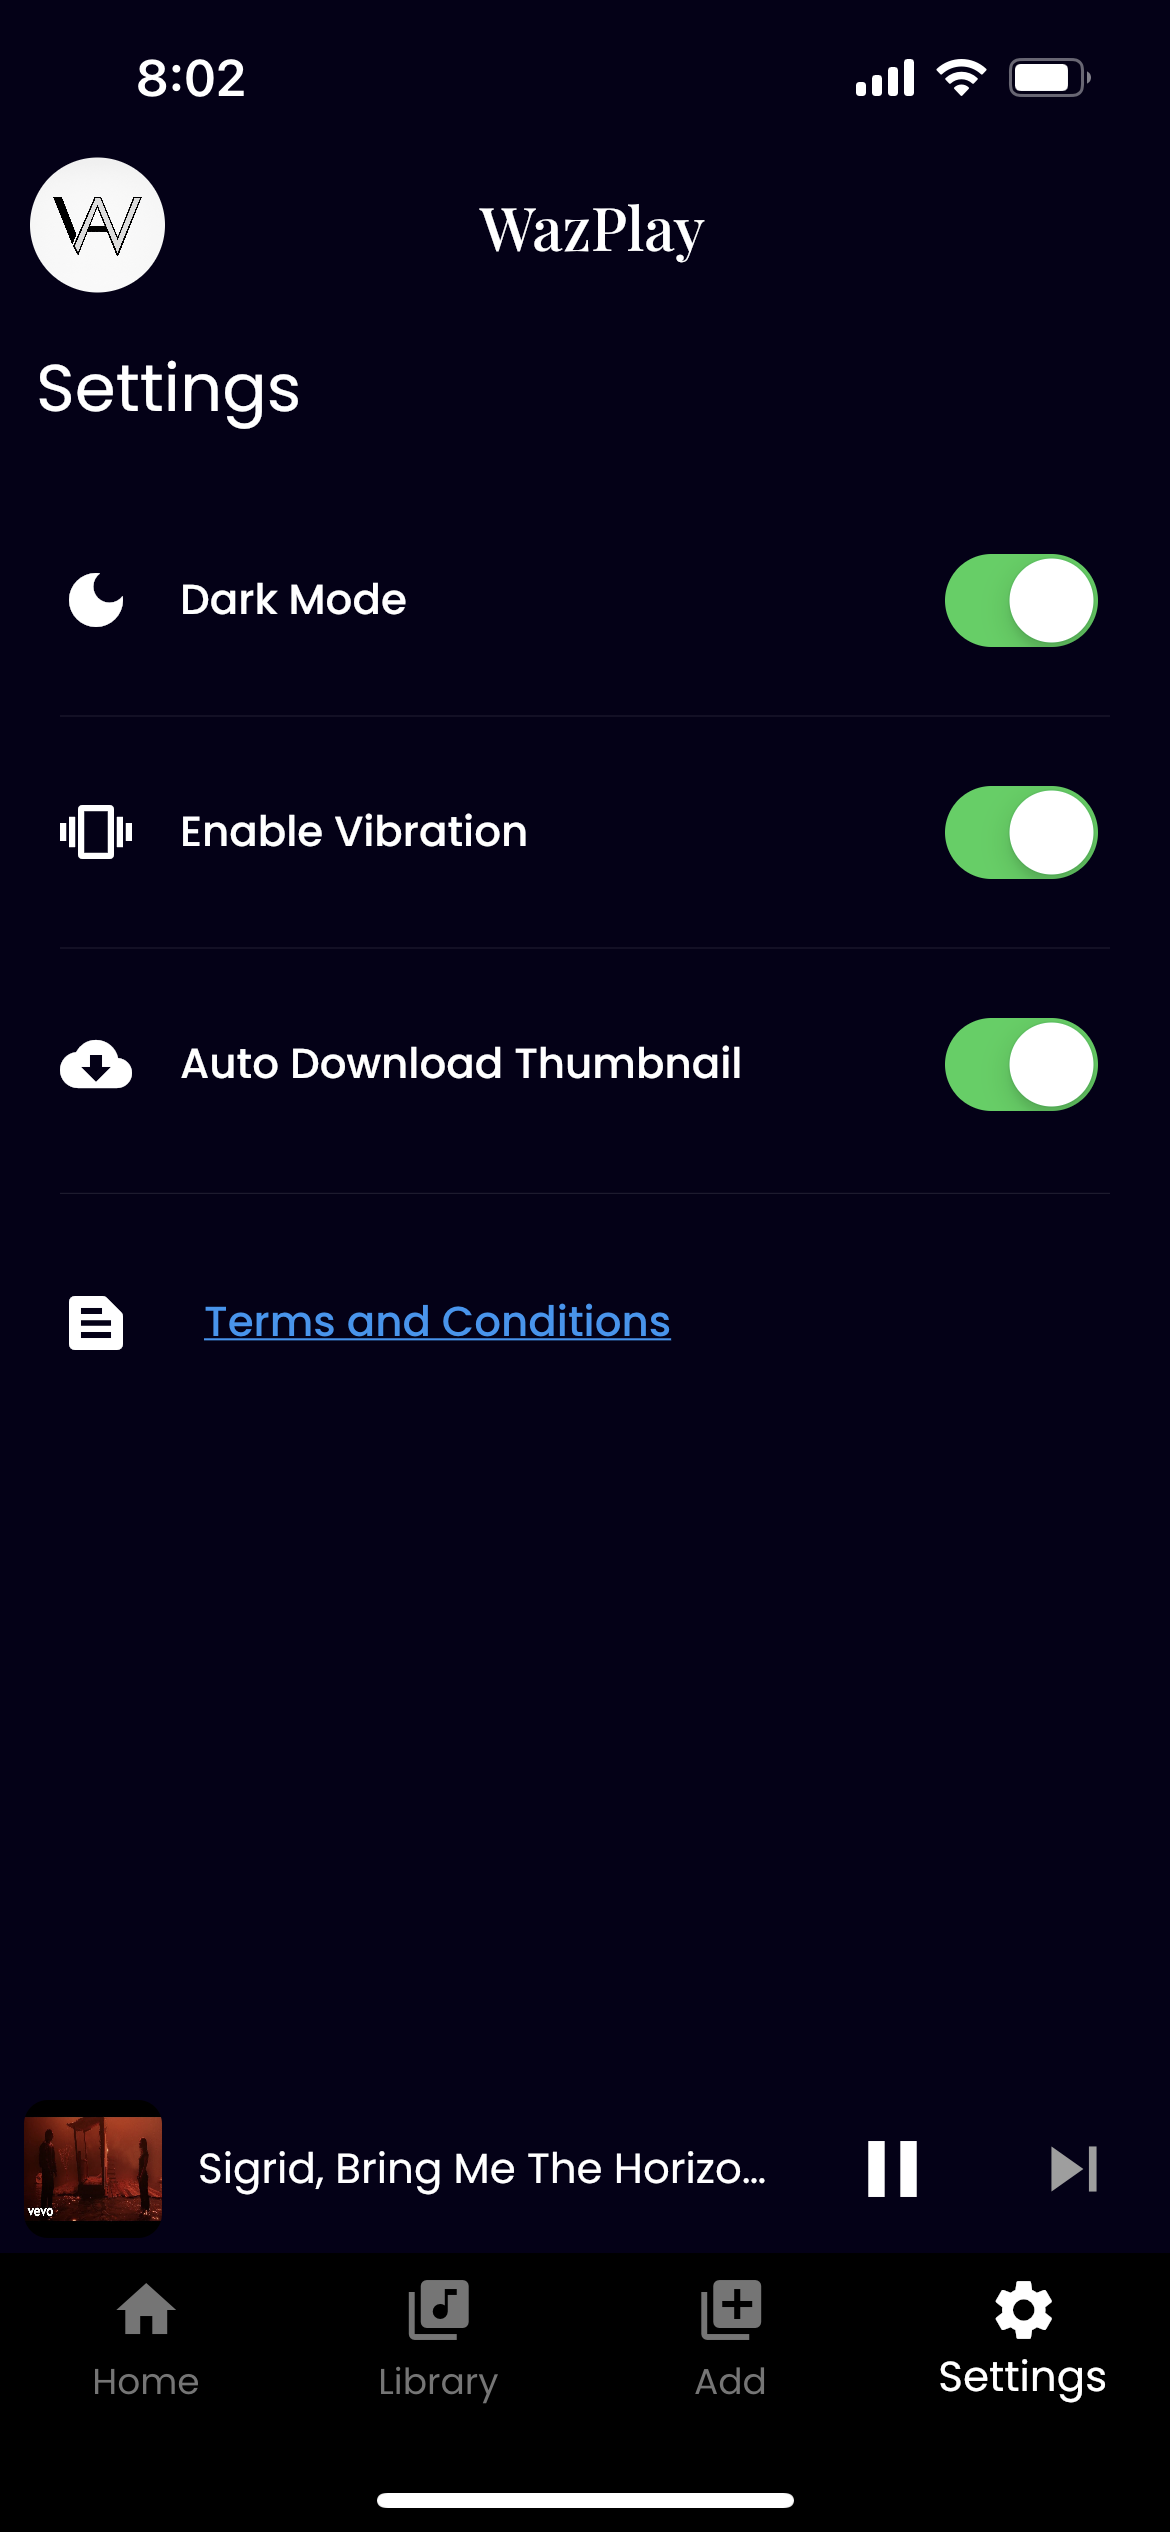 8:02
WazPlay
Settings
Dark Mode
Enable Vibration
Auto Download Thumbnail
Terms and Conditions
vevo
Sigrid, Bring Me The Horizo...
Home
Library
Add
Settings